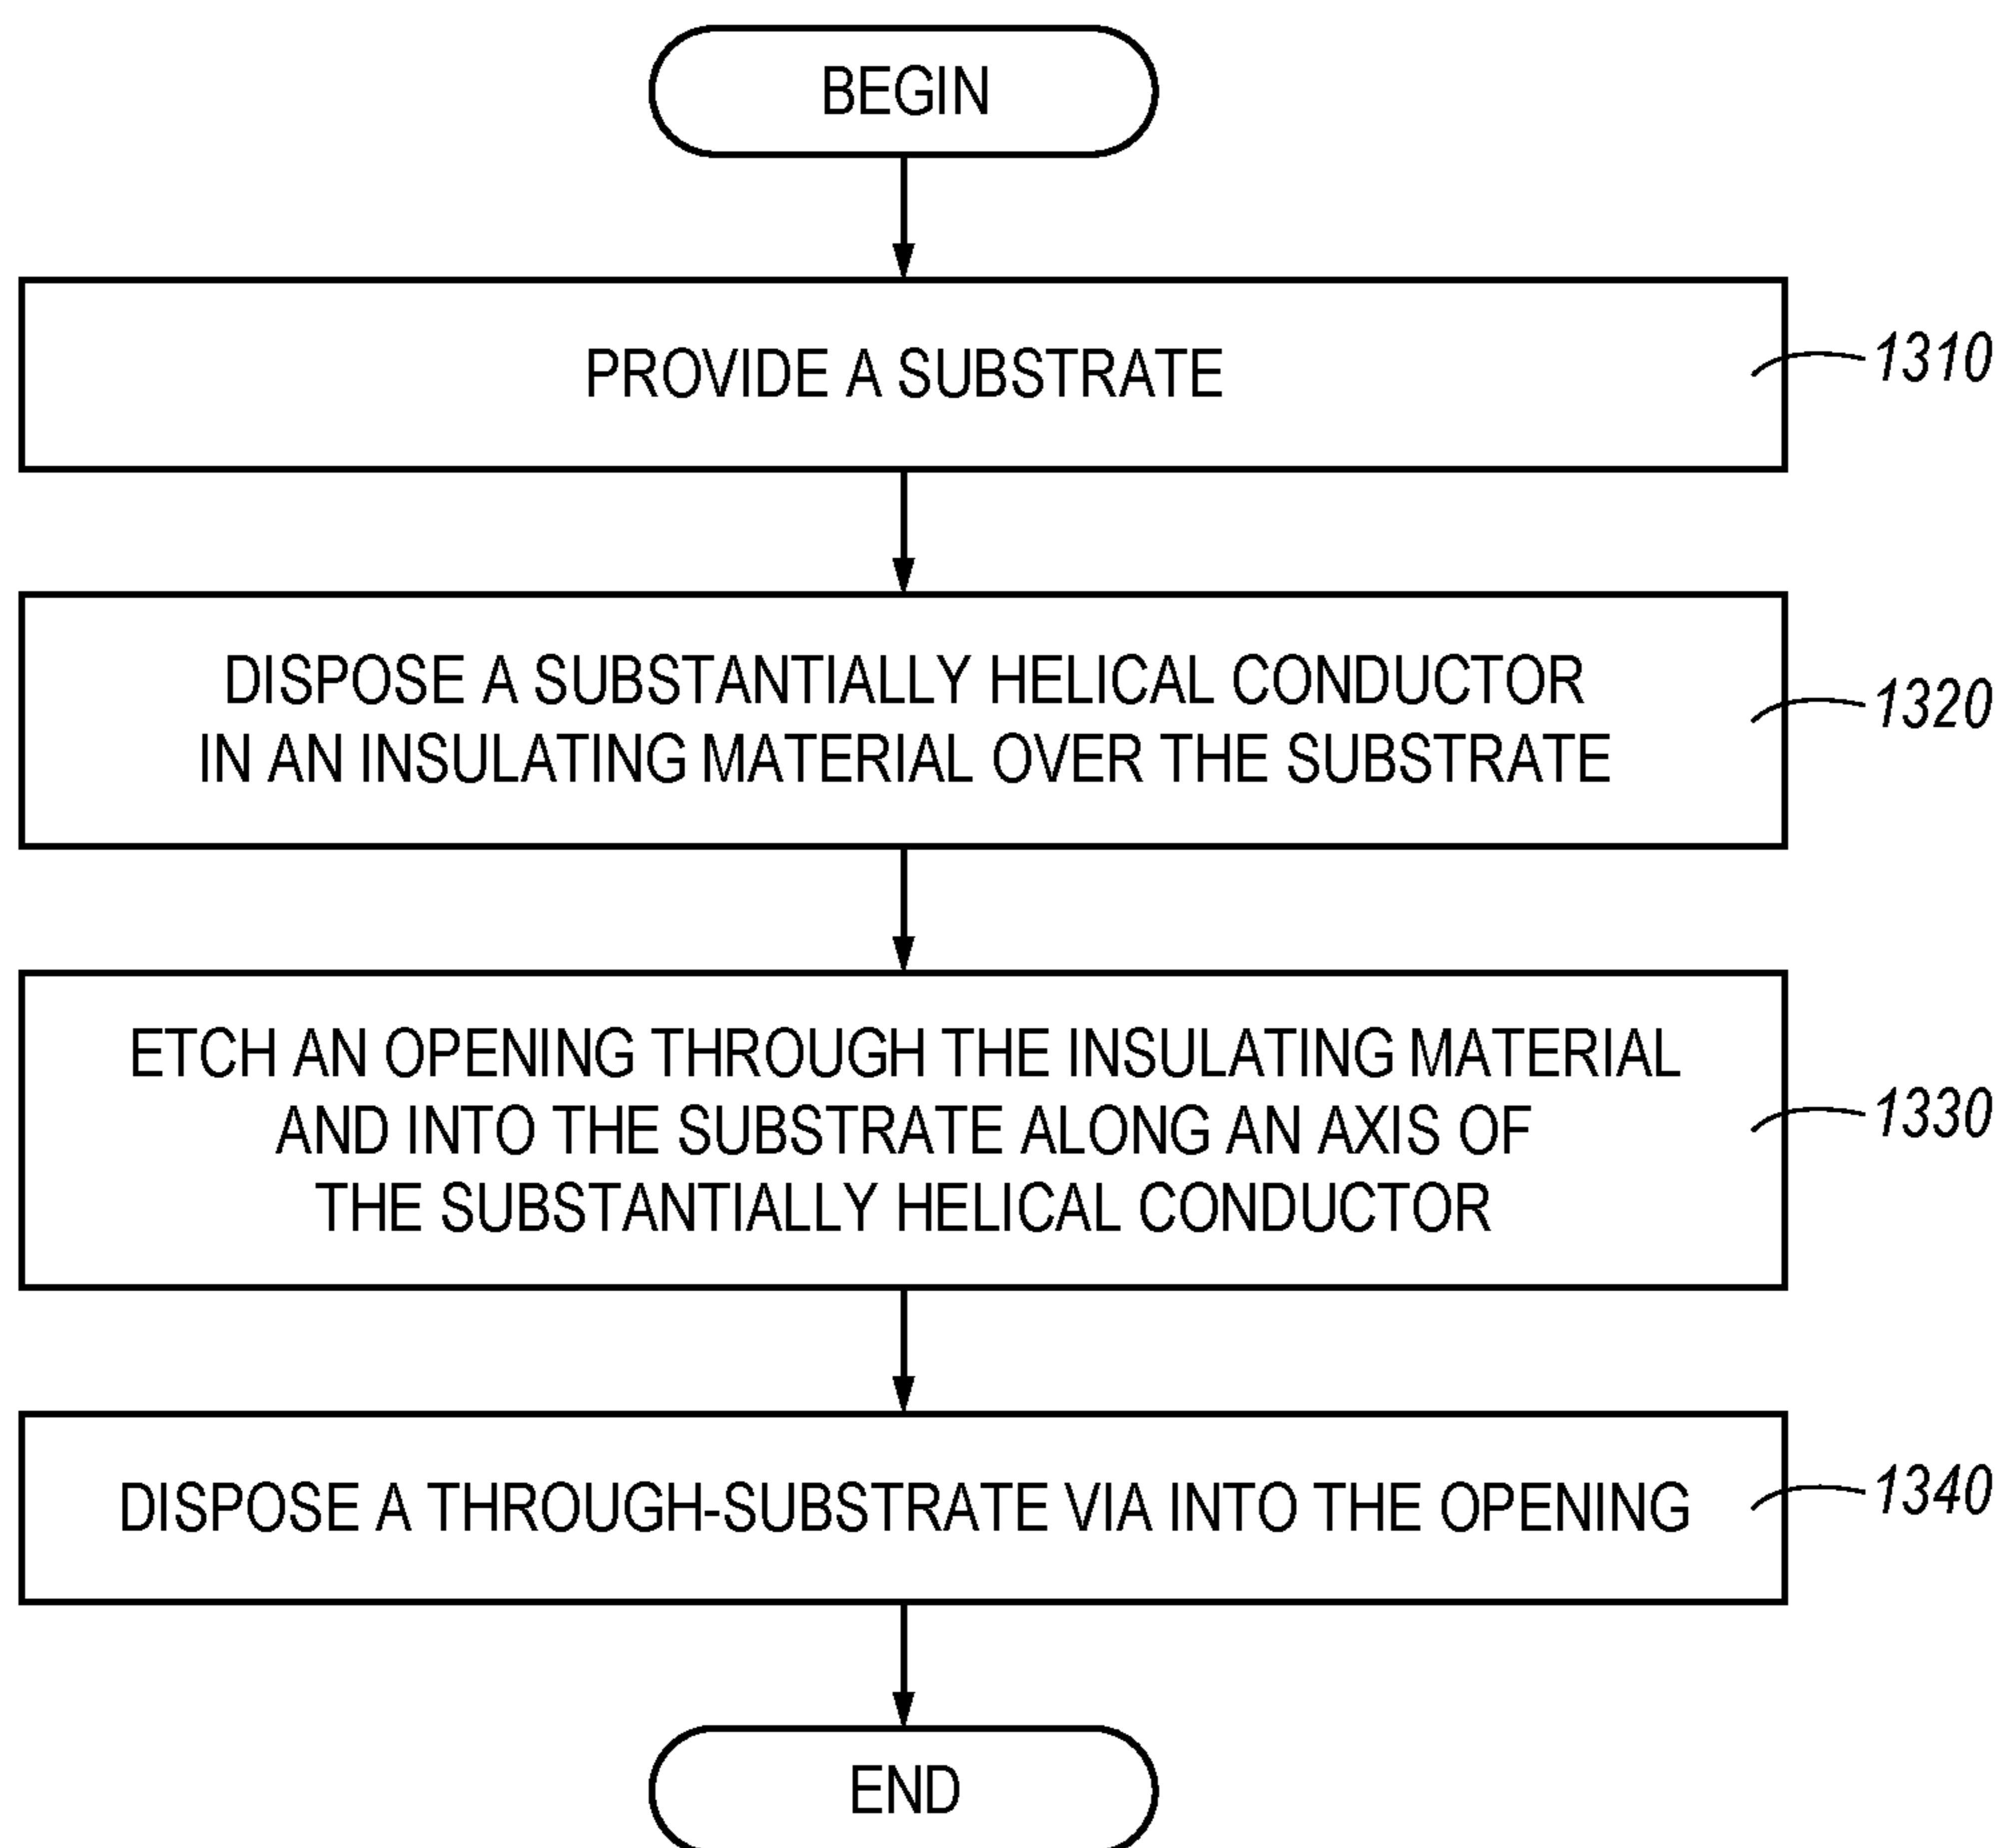 BEGIN
PROVIDE A SUBSTRATE
1310
DISPOSE A SUBSTANTIALLY HELICAL CONDUCTOR
IN AN INSULATING MATERIAL OVER THE SUBSTRATE
1320
ETCH AN OPENING THROUGH THE INSULATING MATERIAL
AND INTO THE SUBSTRATE ALONG AN AXIS OF
THE SUBSTANTIALLY HELICAL CONDUCTOR
1330
DISPOSE A THROUGH-SUBSTRATE VIA INTO THE OPENING
1340
END